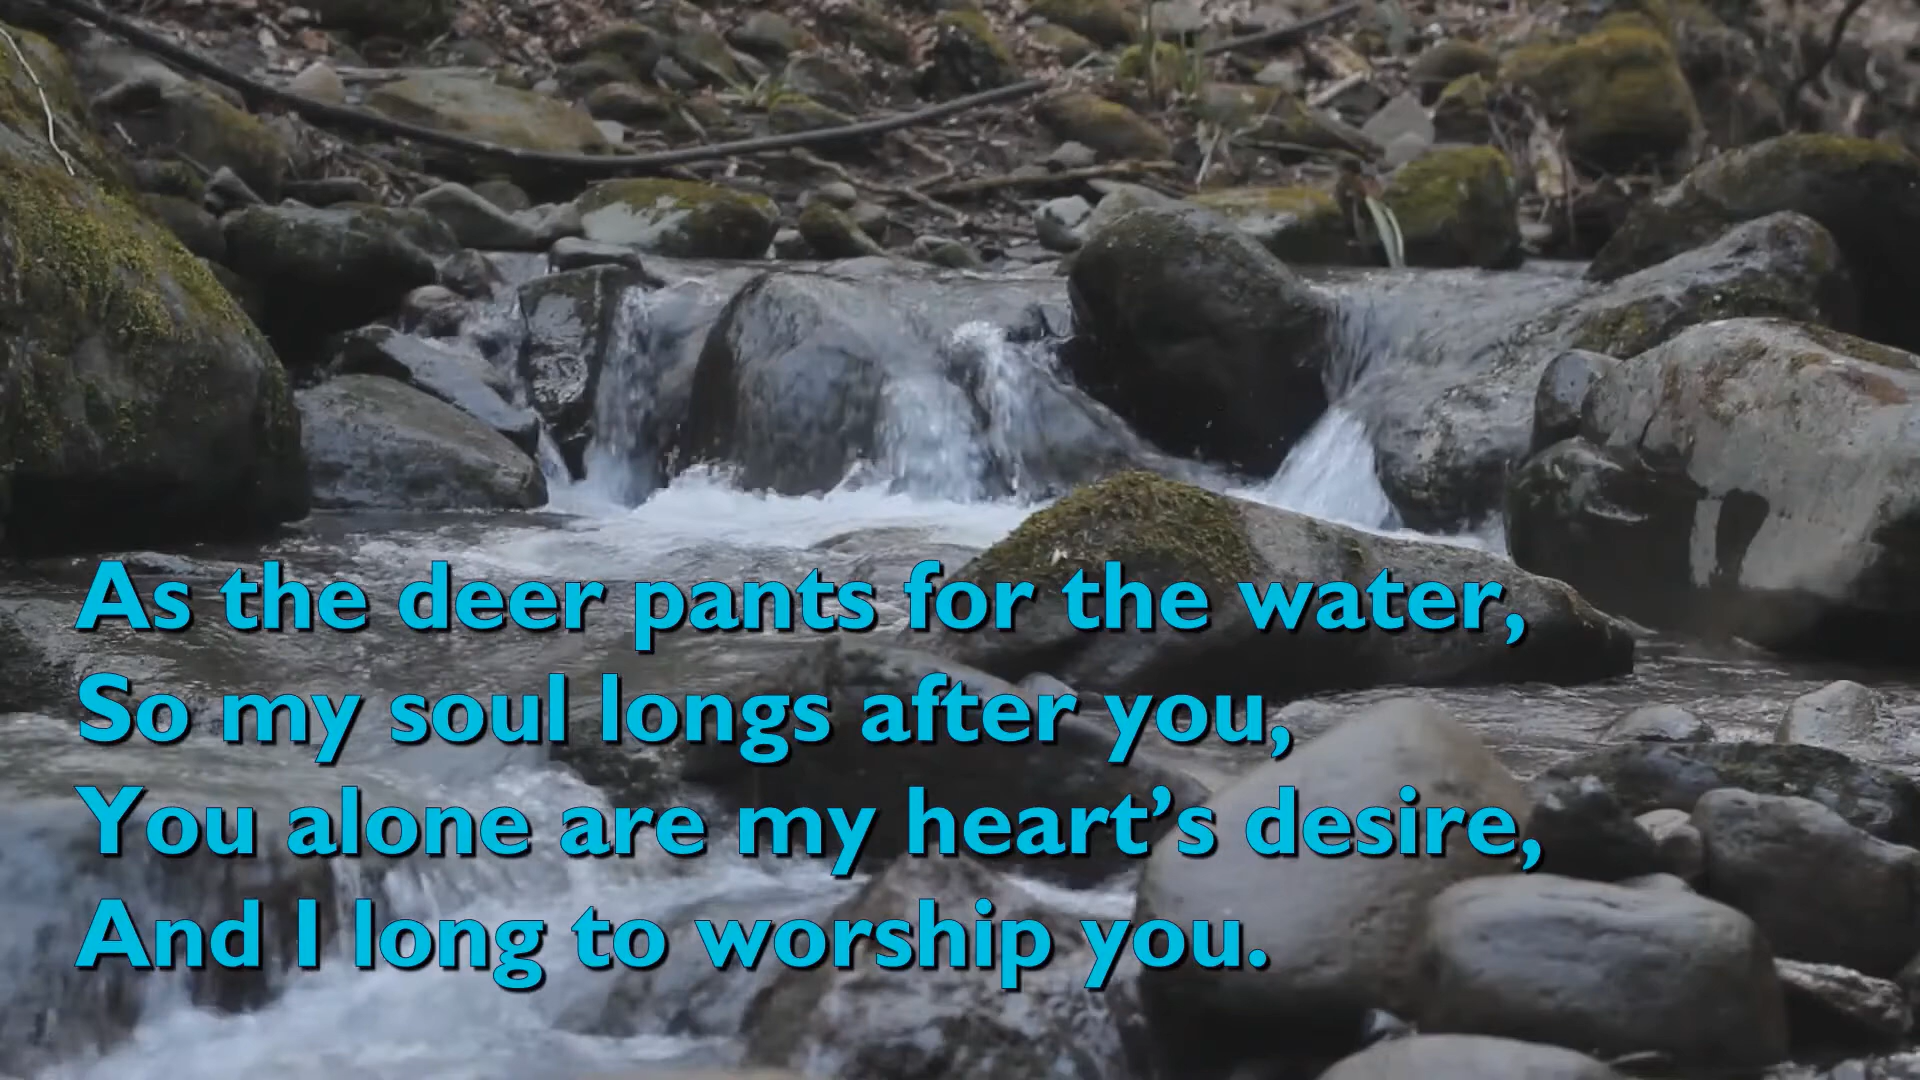 As the deer pants for the water,
So my soul longs after you,
You alone are my heart’s desire,
And I long to worship you.